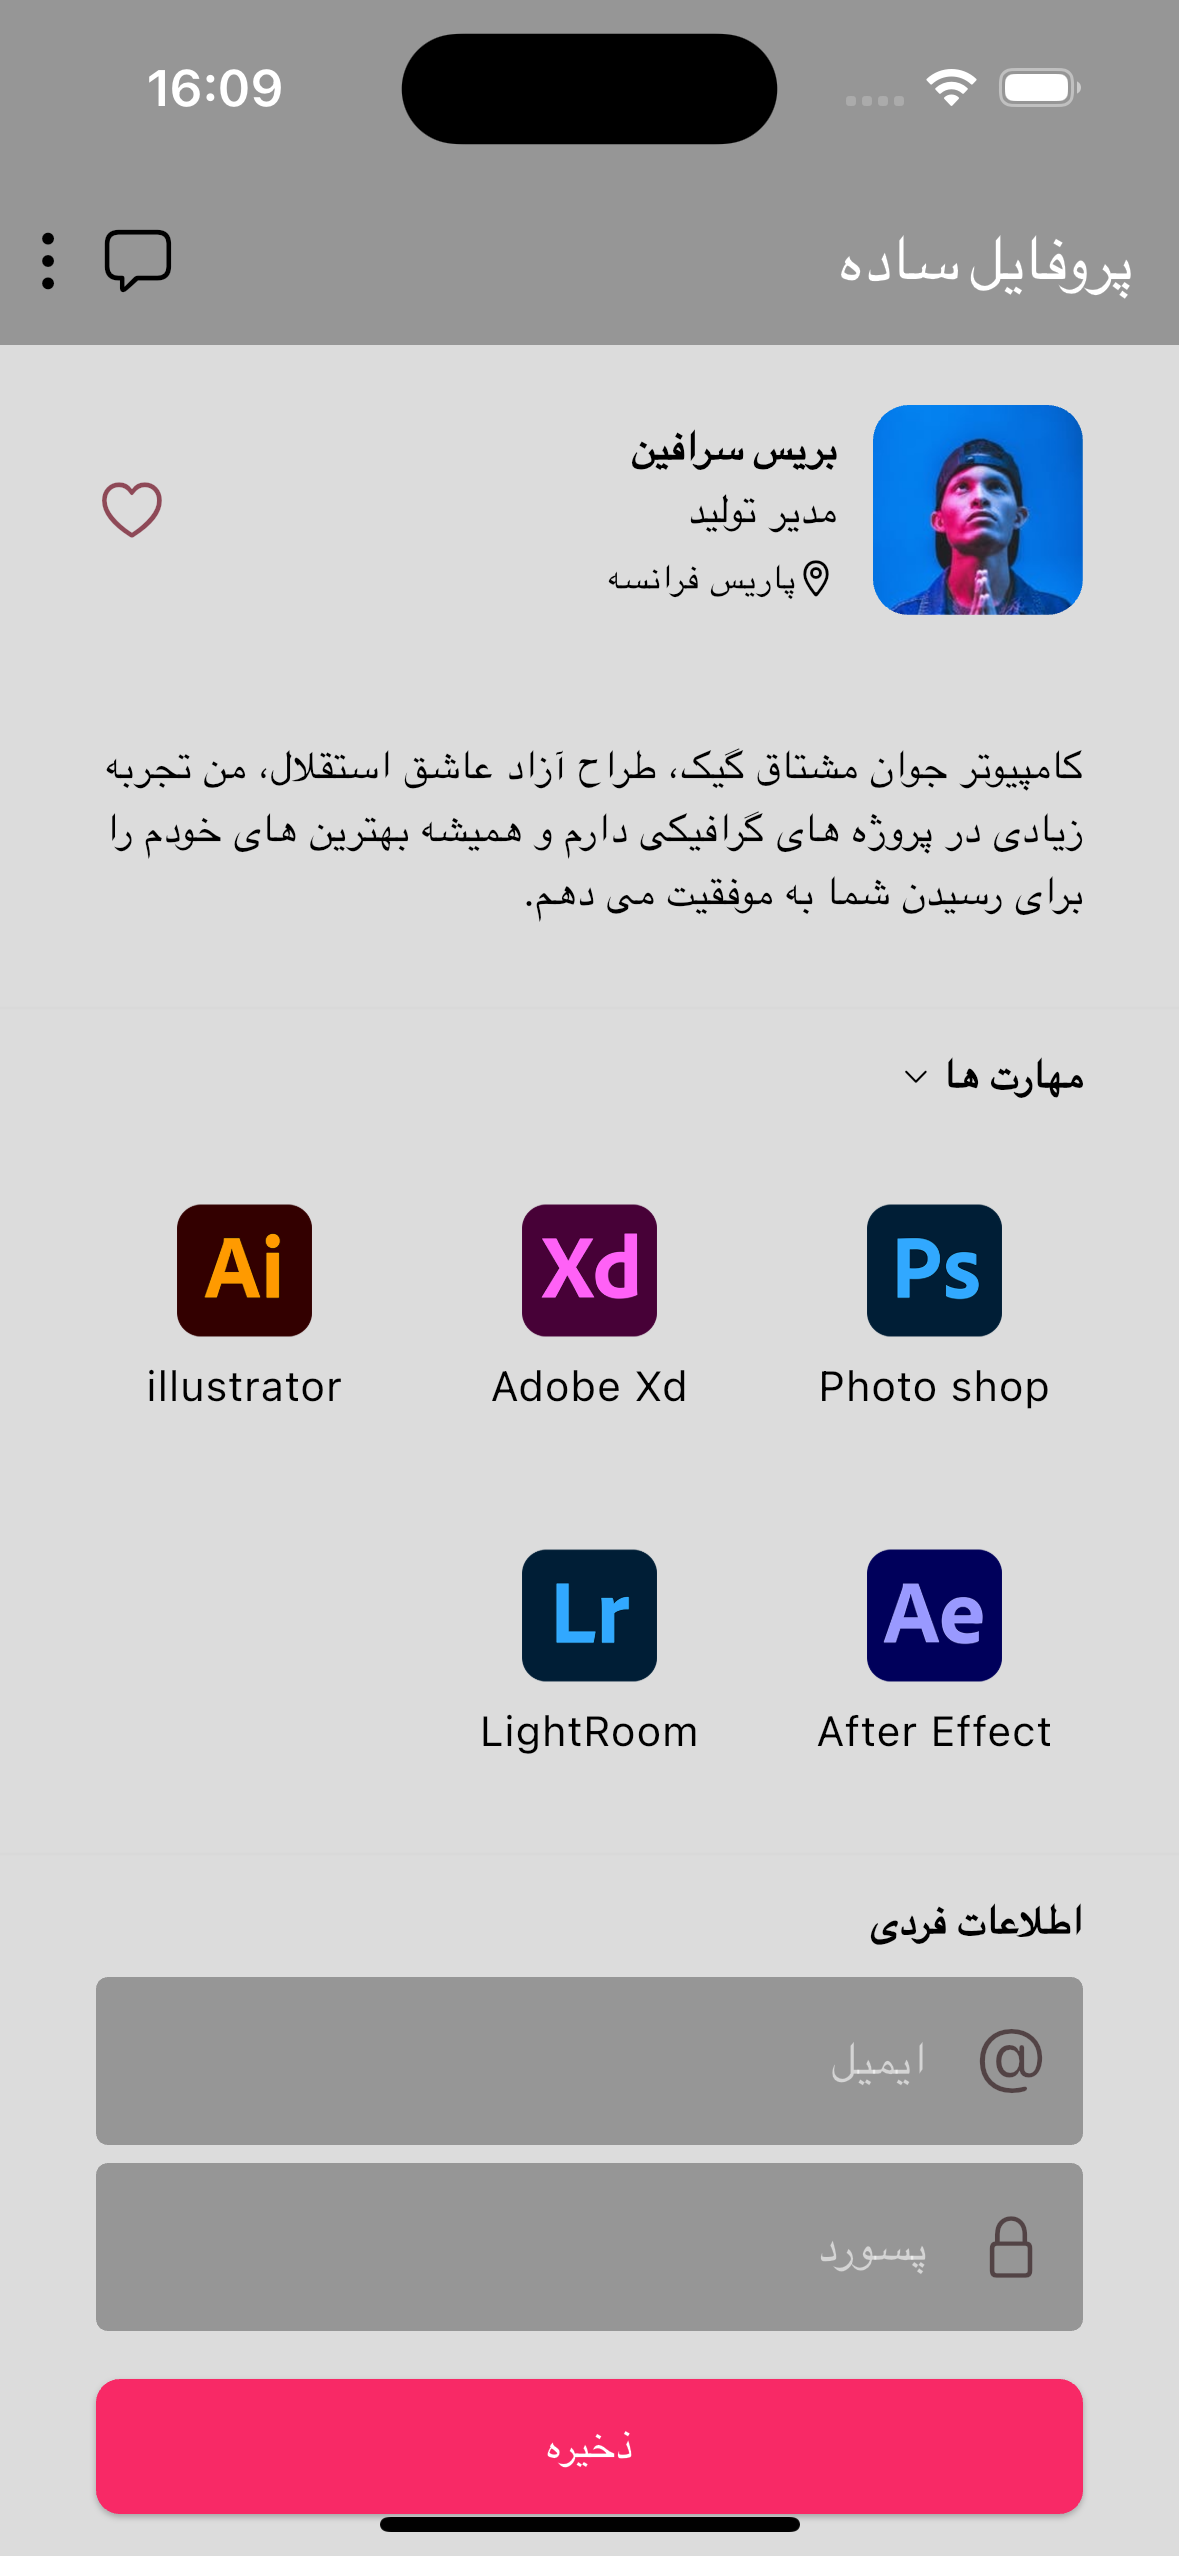 16:09
پروفایل ساده
بریس سرافین
مدیر تولید
پاریس فرانسه
کامپیوتر جوان مشتاق گیک، طراح آزاد عاشق استقلال، من تجربه
زیادی در پروژه های گرافیکی دارم و همیشه بهترین های خودم را
برای رسیدن شما به موفقیت می دهم.
مهارت ها
Ps
Xd
Ai
Photo shop
Adobe Xd
illustrator
Ae
Lr
After Effect
LightRoom
اطلاعات فردی
@ ایمیل
پسورد
ذخیره